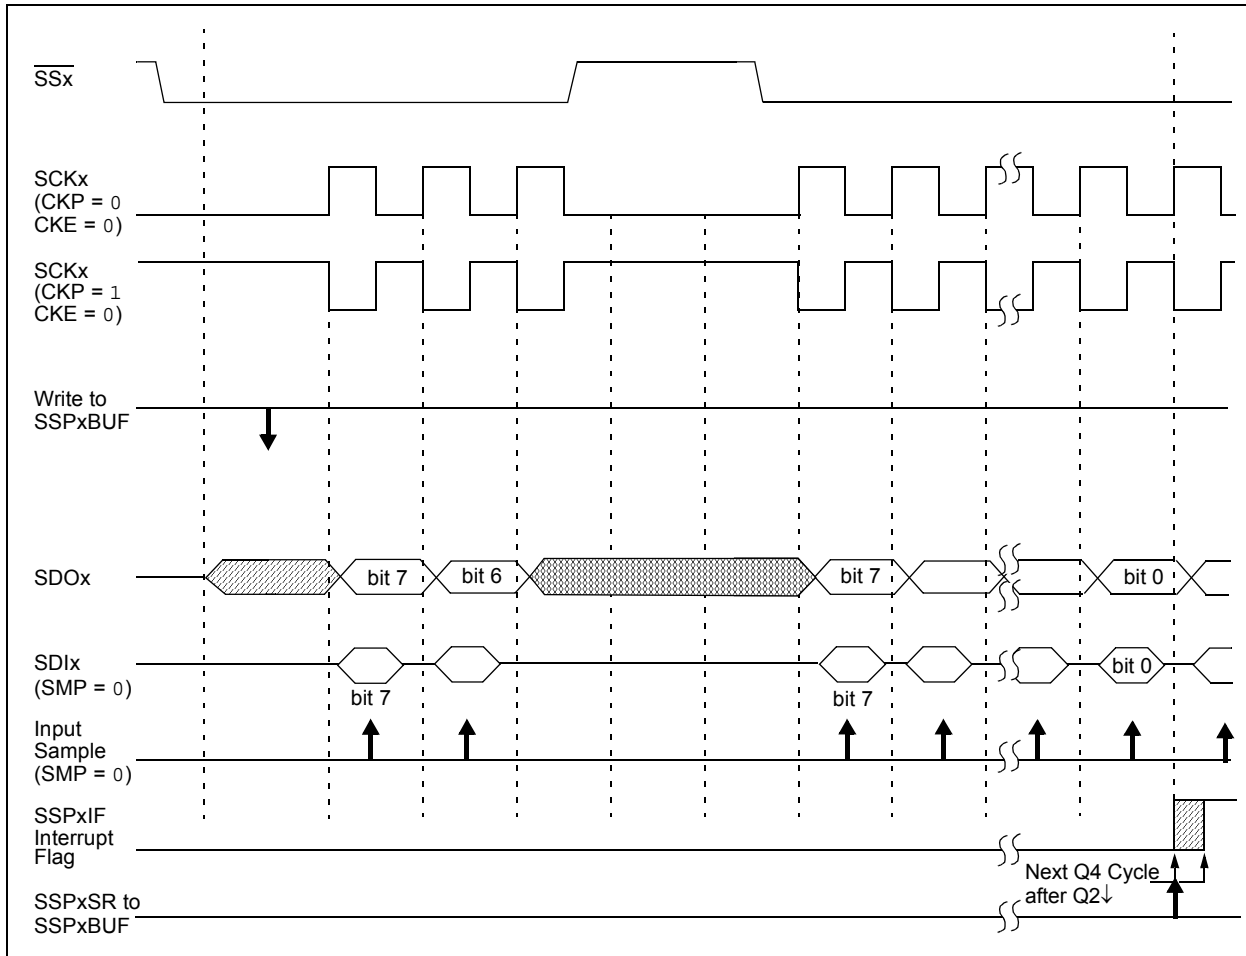 SSx
SCKx
(CKP = 0
CKE = 0)
SCKx
(CKP = 1
CKE = 0)
Write to
SSPxBUF
SDOx
bit 7
bit 6
bit 7
bit 0
SDIx
(SMP = 0)
bit 7
bit 7
bit 0
Input
Sample
(SMP = 0)
SSPxIF
Interrupt
Flag
Next Q4 Cycle
after Q2↓
SSPxSR to
SSPxBUF